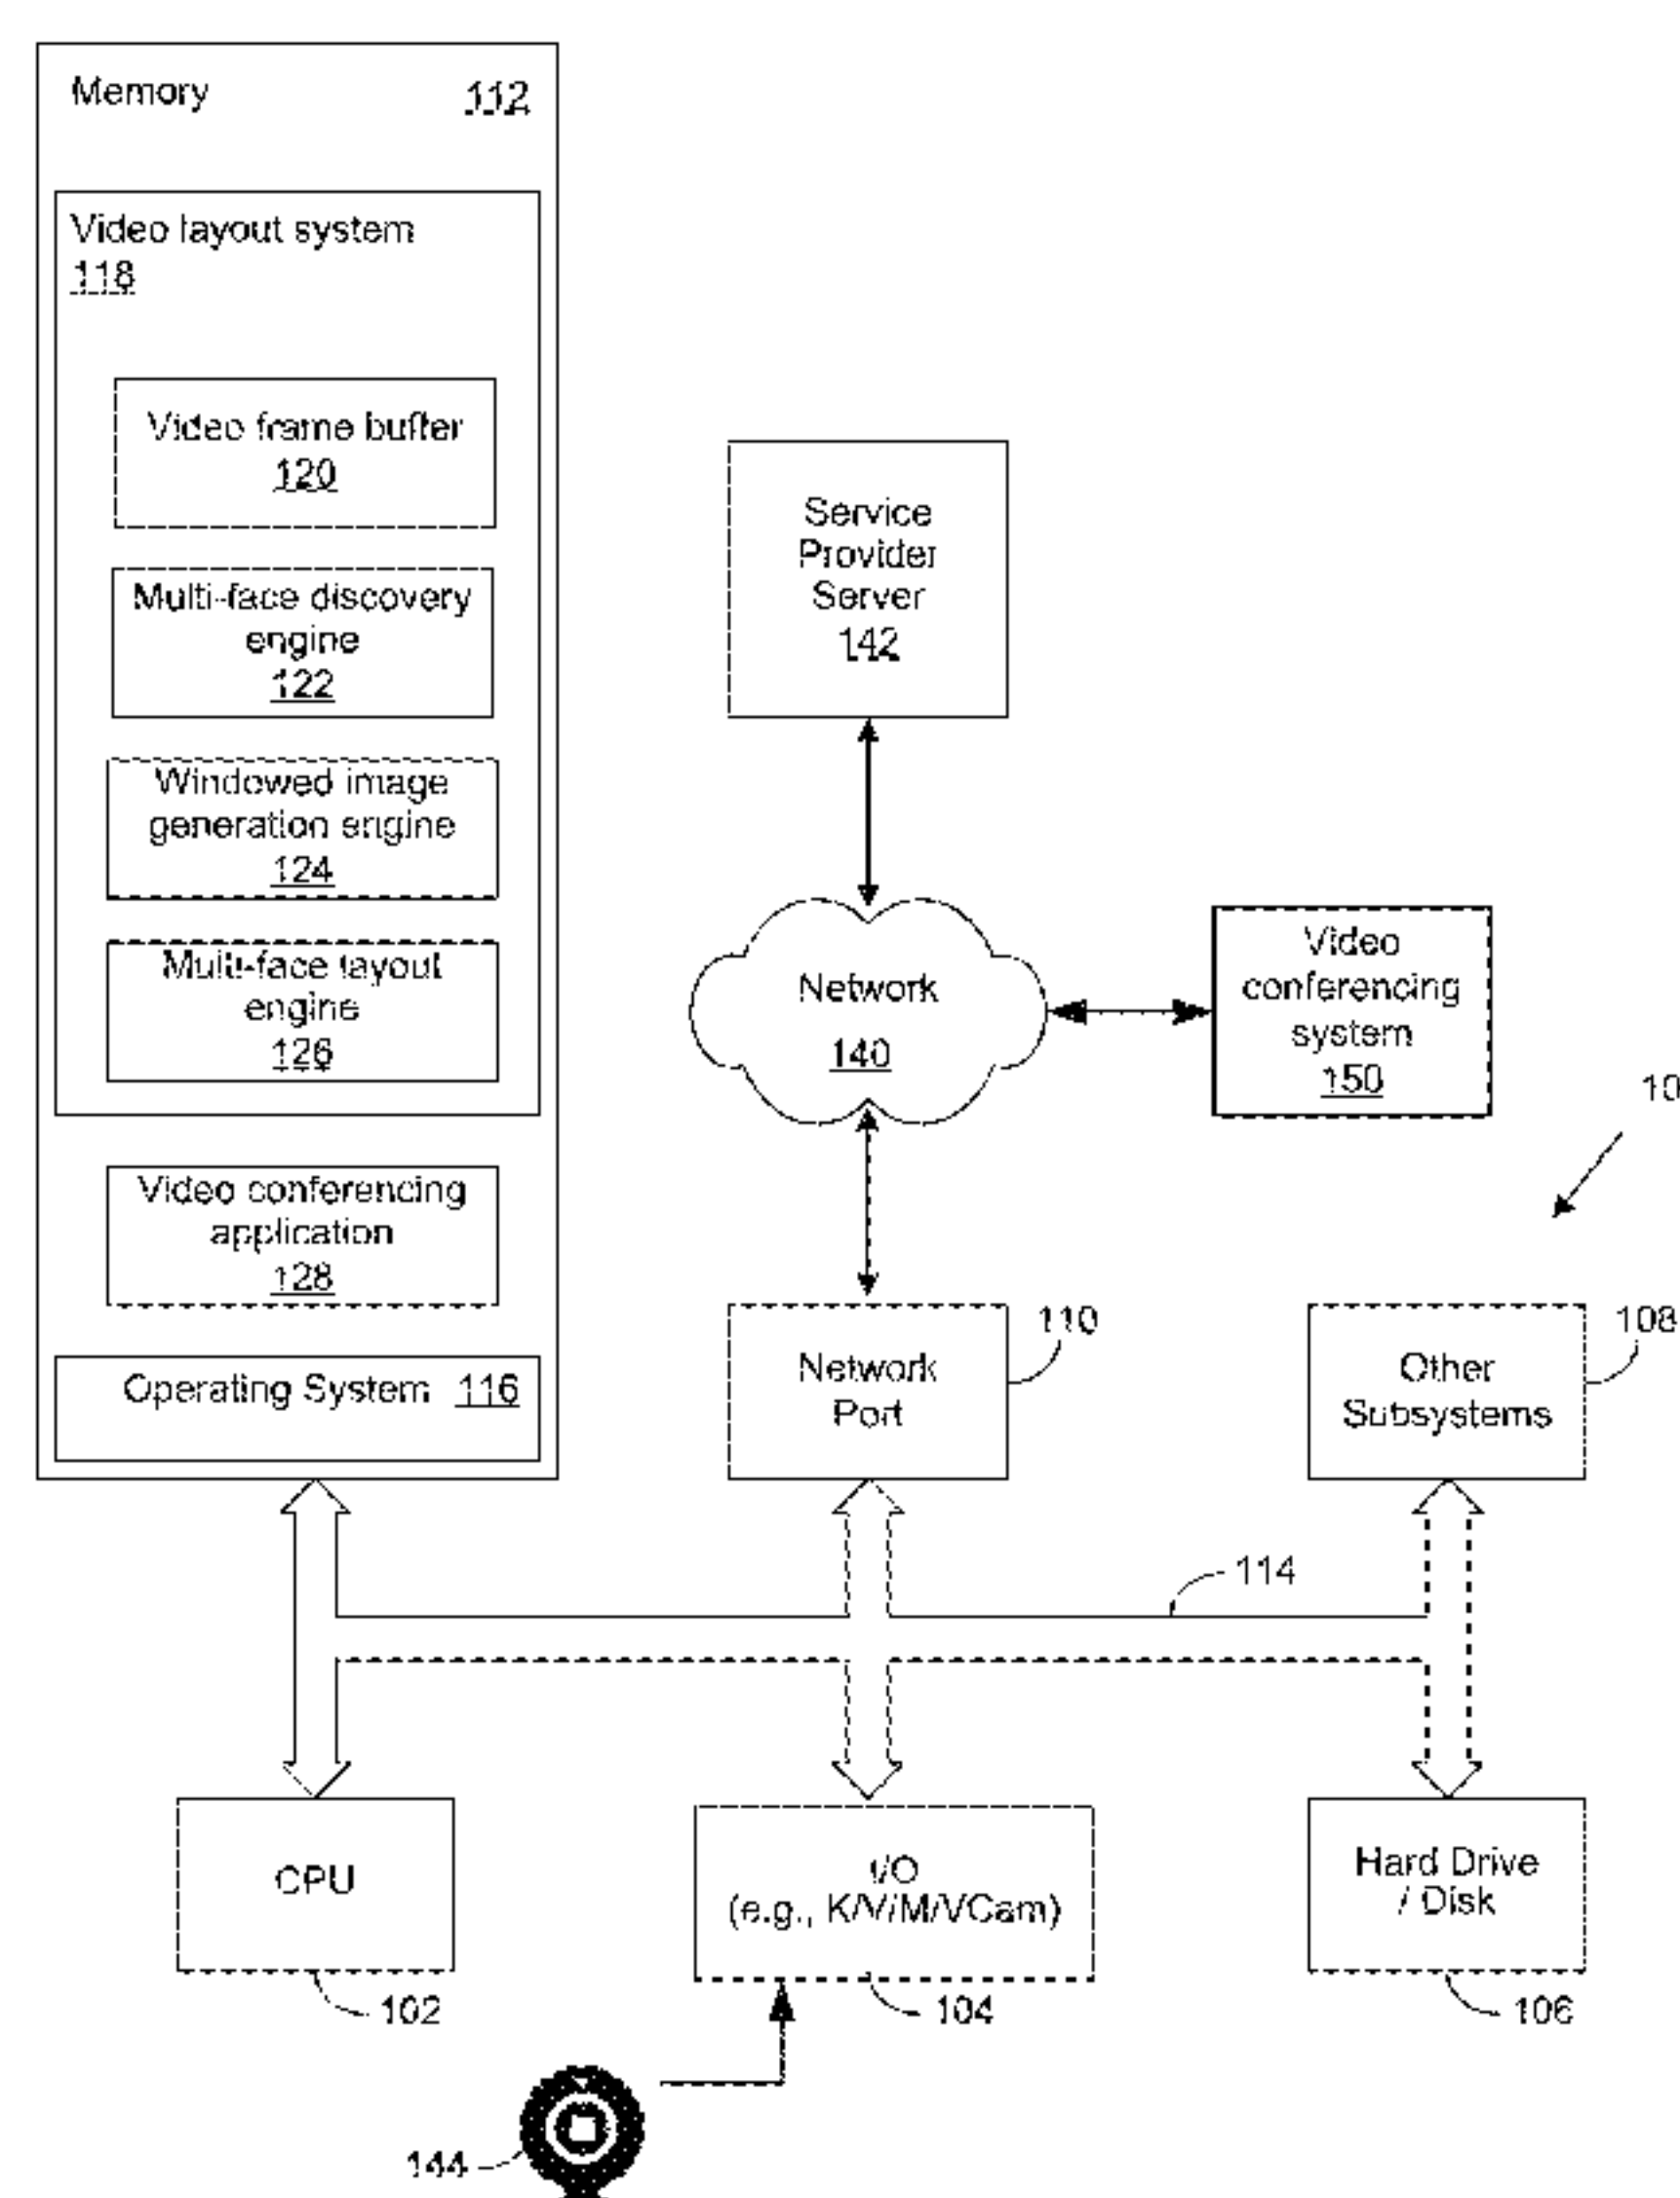 Memory 112
Video layout system
118
Video frame buffer
120
Multi-face discovery
engine
122
Windowed image
generation engine
124
Multi-face layout
engine
126
Video conferencing
application
128
Operating System 116
Service
Provider
Server
142
Network
140
Video
conferencing
system
150
10
Network
Port
110
Other
Subsystems
108
114
CPU
102
I/O
(e.g., K/V/M/VCam)
104
Hard Drive
/ Disk
106
144